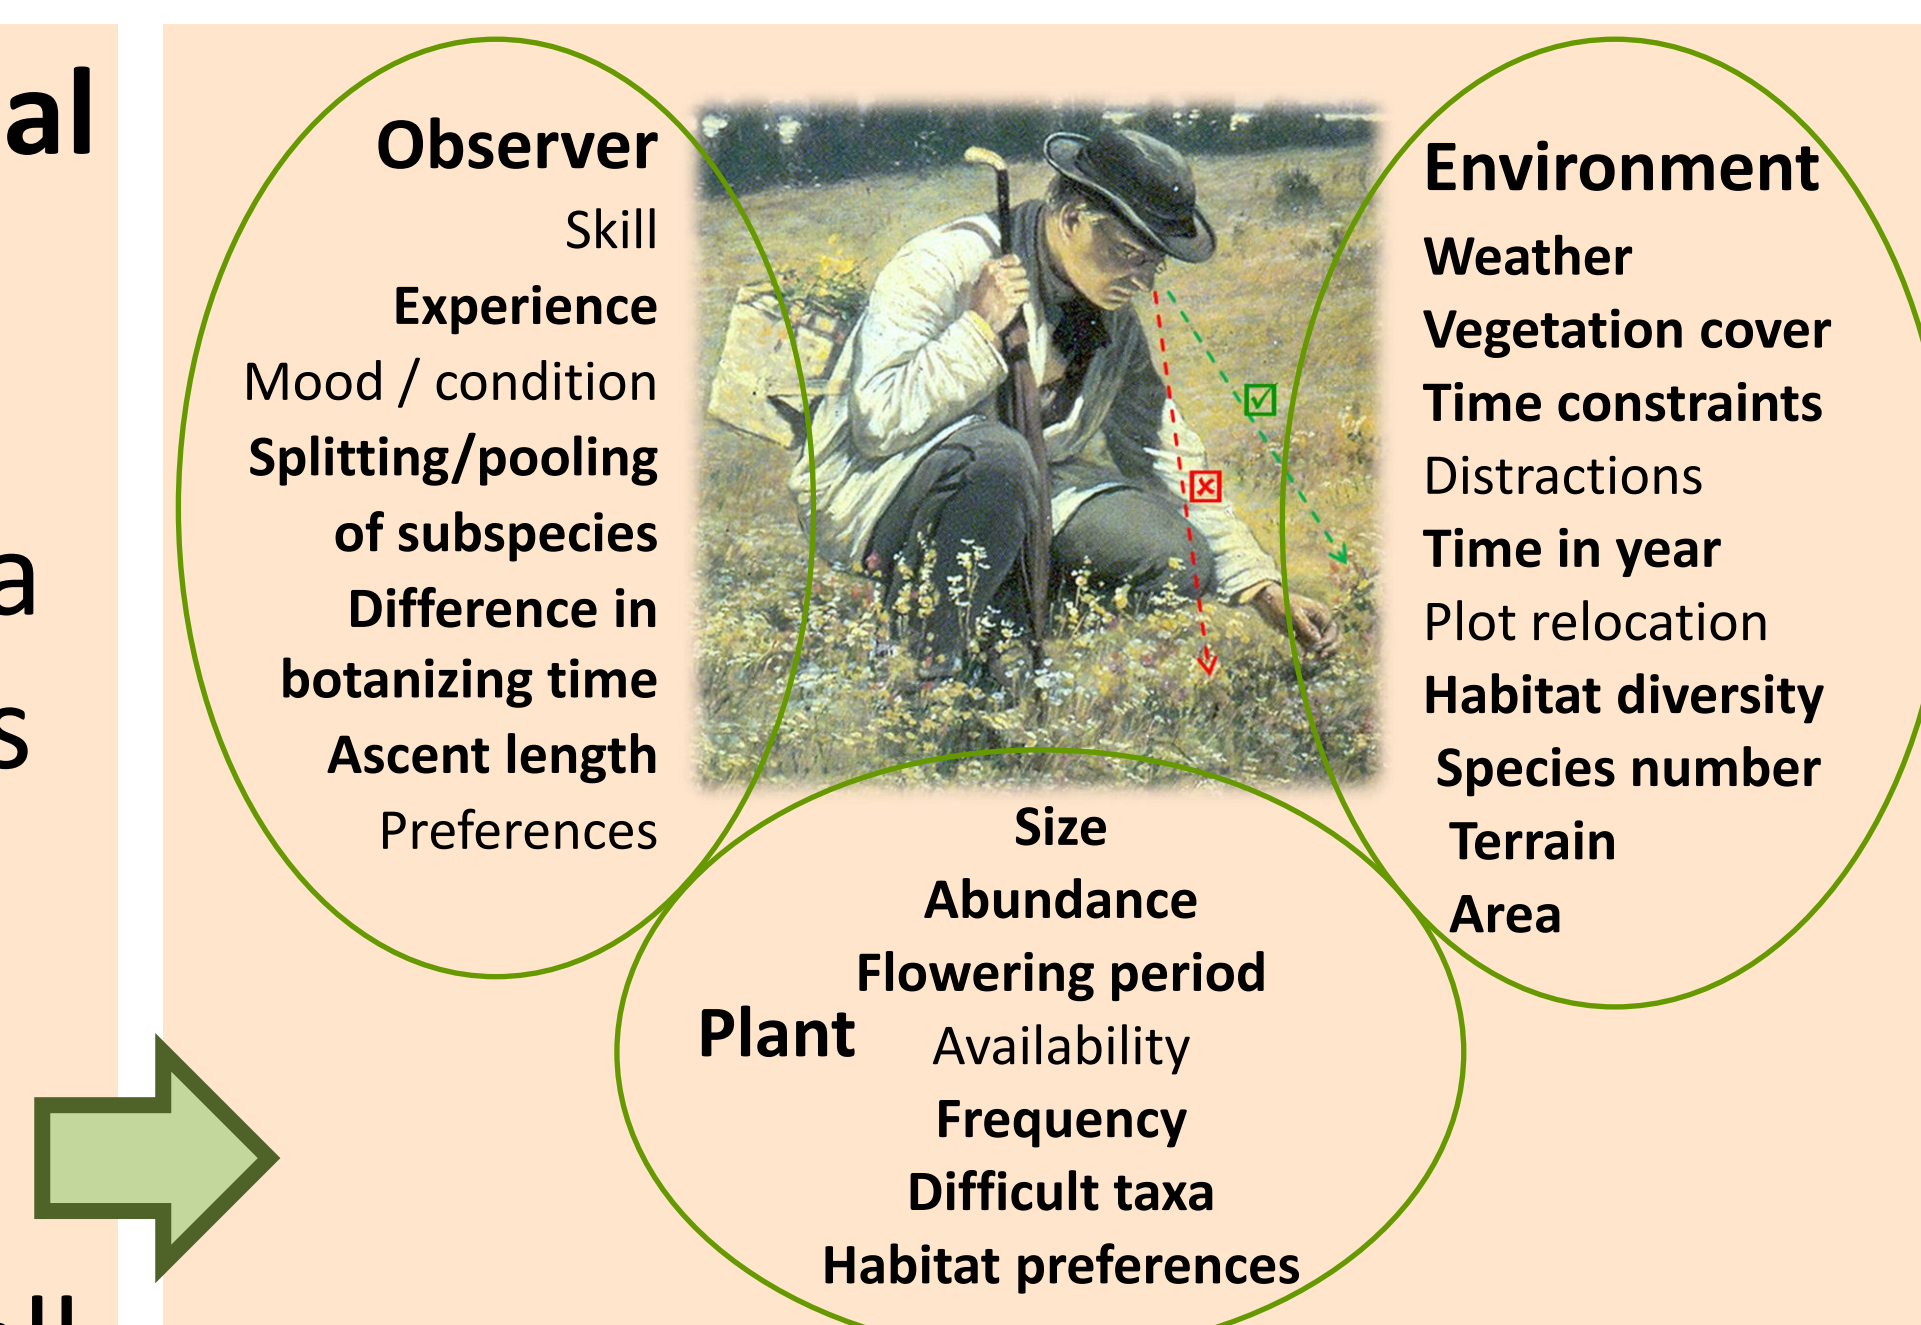 al
a
s
Observer
Skill
Experience
Mood / condition
Splitting/pooling
of subspecies
Difference in
botanizing time
Ascent length
Preferences
Environment
Weather
Vegetation cover
Time constraints
Distractions
Time in year
Plot relocation
Habitat diversity
Species number
Terrain
Area
Size
Abundance
Flowering period
Plant
Availability
Frequency
Difficult taxa
Habitat preferences